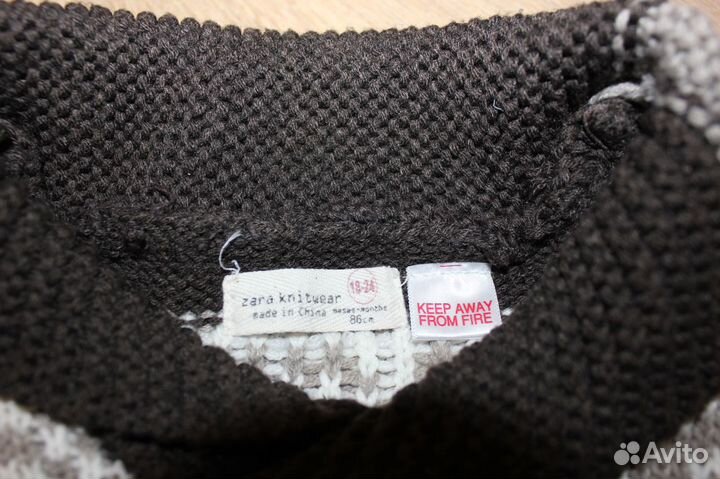 zara knitwear
18-24
made in CHINA meses-months
86cm
KEEP AWAY
FROM FIRE
Avito